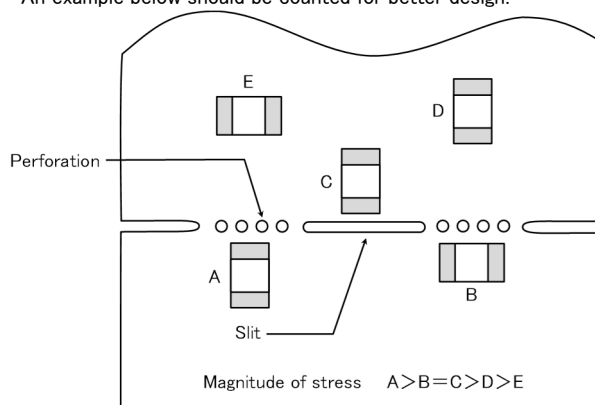 An example below should be counted for better design.
E
D
Perforation
C
A
B
Slit
Magnitude of stress A>B=C>D>E